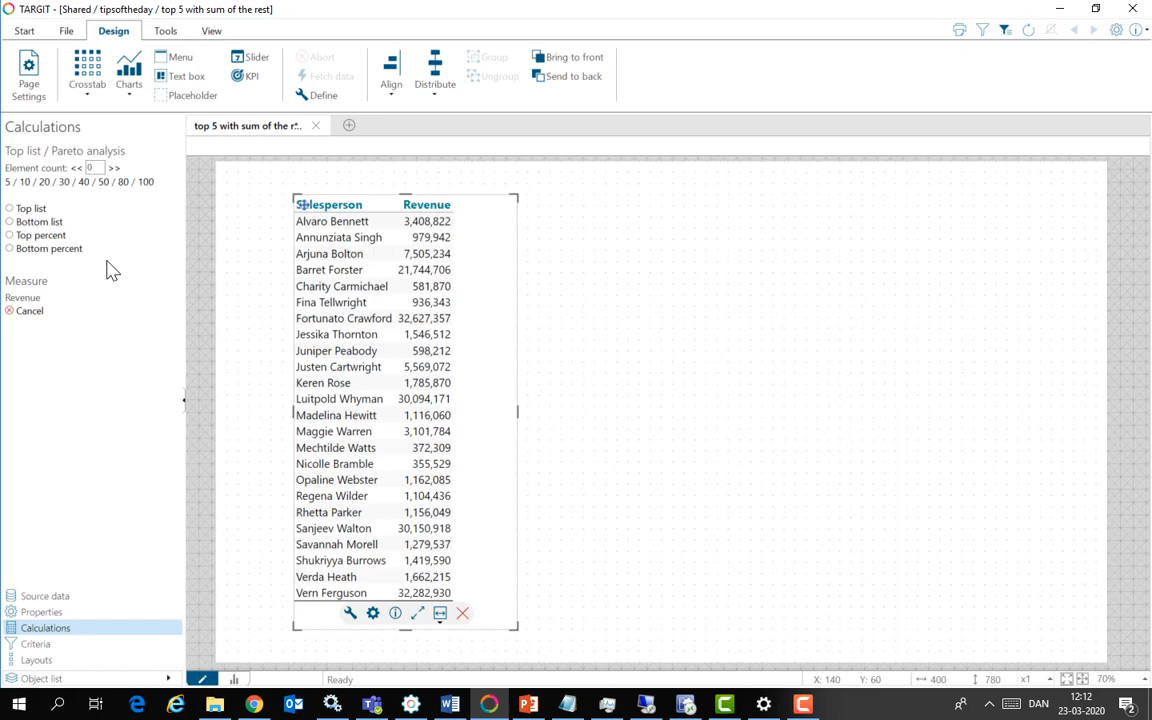 TARGIT - [Shared / tipsoftheday / top 5 with sum of the rest]
Start File Design Tools View
Page Settings
Crosstab
Charts
Menu
Text box
Placeholder
Slider
KPI
Abort
Fetch data
Define
Align
Distribute
Group
Ungroup
Bring to front
Send to back
top 5 with sum of the r...
Calculations
Top list / Pareto analysis
Element count: << 0 >>
5 / 10 / 20 / 30 / 40 / 50 / 80 / 100
Top list
Bottom list
Top percent
Bottom percent
Measure
Revenue
Cancel
Salesperson Revenue
Alvaro Bennett 3,408,822
Annunziata Singh 979,942
Arjuna Bolton 7,505,234
Barret Forster 21,744,706
Charity Carmichael 581,870
Fina Tellwright 936,343
Fortunato Crawford 32,627,357
Jessika Thornton 1,546,512
Juniper Peabody 598,212
Justen Cartwright 5,569,072
Keren Rose 1,785,870
Luitpold Whyman 30,094,171
Madelina Hewitt 1,116,060
Maggie Warren 3,101,784
Mechtilde Watts 372,309
Nicolle Bramble 355,529
Opaline Webster 1,162,085
Regena Wilder 1,104,436
Rhetta Parker 1,156,049
Sanjeev Walton 30,150,918
Savannah Morell 1,279,537
Shukriyya Burrows 1,419,590
Verda Heath 1,662,215
Vern Ferguson 32,282,930
Source data
Properties
Calculations
Criteria
Layouts
Object list
Ready
X: 140 Y: 60 400 780 x1 70%
DAN
12:12
23-03-2020
2